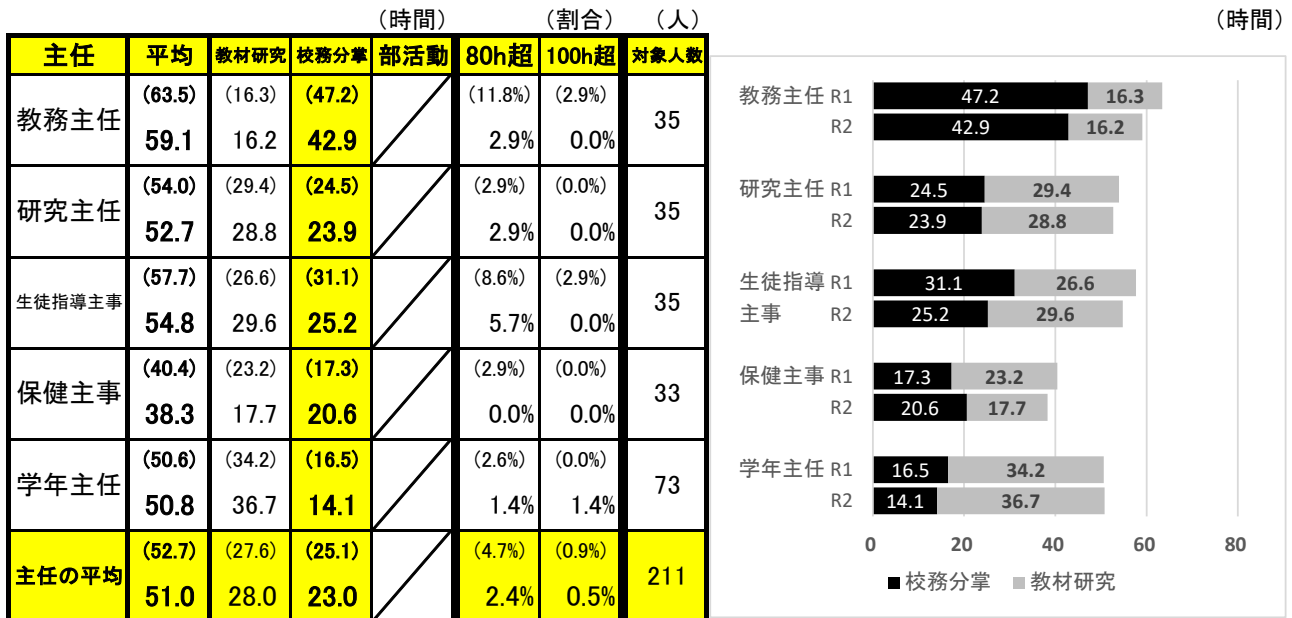 （時間） （割合） （人） （時間）
主任 平均 教材研究 校務分掌 部活動 80h超 100h超 対象人数
教務主任 (63.5) (16.3) (47.2) (11.8%) (2.9%) 35
59.1 16.2 42.9 2.9% 0.0%
研究主任 (54.0) (29.4) (24.5) (2.9%) (0.0%) 35
52.7 28.8 23.9 2.9% 0.0%
生徒指導主事 (57.7) (26.6) (31.1) (8.6%) (2.9%) 35
54.8 29.6 25.2 5.7% 0.0%
保健主事 (40.4) (23.2) (17.3) (2.9%) (0.0%) 33
38.3 17.7 20.6 0.0% 0.0%
学年主任 (50.6) (34.2) (16.5) (2.6%) (0.0%) 73
50.8 36.7 14.1 1.4% 1.4%
主任の平均 (52.7) (27.6) (25.1) (4.7%) (0.9%) 211
51.0 28.0 23.0 2.4% 0.5%
教務主任 R1 47.2 16.3
R2 42.9 16.2
研究主任 R1 24.5 29.4
R2 23.9 28.8
生徒指導 R1 31.1 26.6
主事 R2 25.2 29.6
保健主事 R1 17.3 23.2
R2 20.6 17.7
学年主任 R1 16.5 34.2
R2 14.1 36.7
0 20 40 60 80
■校務分掌 ■教材研究